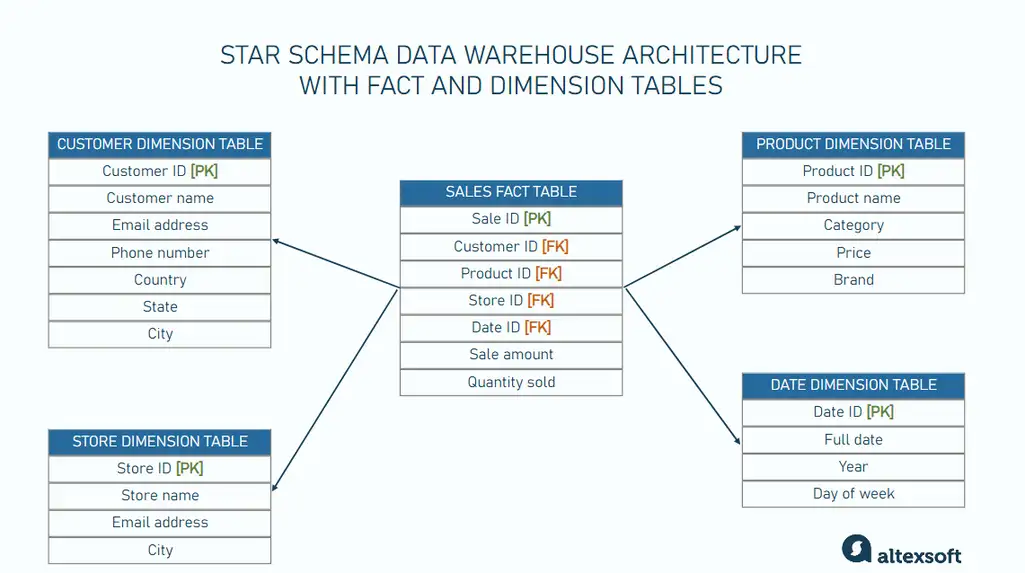 STAR SCHEMA DATA WAREHOUSE ARCHITECTURE
WITH FACT AND DIMENSION TABLES
CUSTOMER DIMENSION TABLE
Customer ID [PK]
Customer name
Email address
Phone number
Country
State
City
STORE DIMENSION TABLE
Store ID [PK]
Store name
Email address
City
SALES FACT TABLE
Sale ID [PK]
Customer ID [FK]
Product ID [FK]
Store ID [FK]
Date ID [FK]
Sale amount
Quantity sold
PRODUCT DIMENSION TABLE
Product ID [PK]
Product name
Category
Price
Brand
DATE DIMENSION TABLE
Date ID [PK]
Full date
Year
Day of week
altexsoft